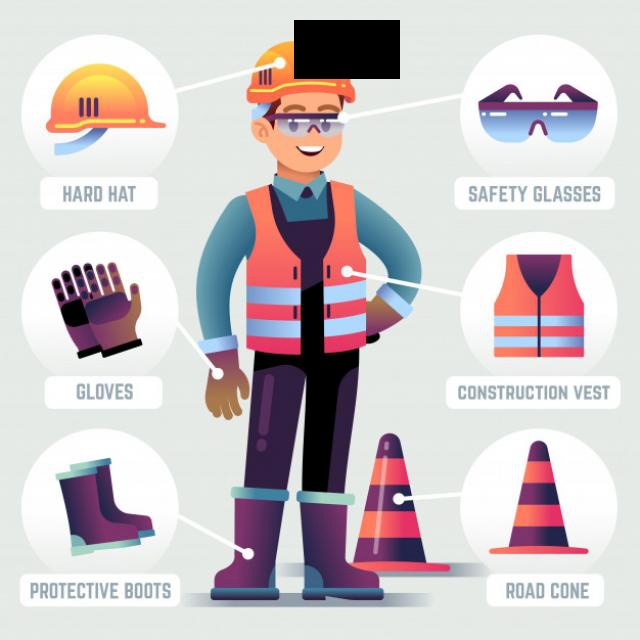 HARD HAT
SAFETY GLASSES
GLOVES
CONSTRUCTION VEST
PROTECTIVE BOOTS
ROAD CONE